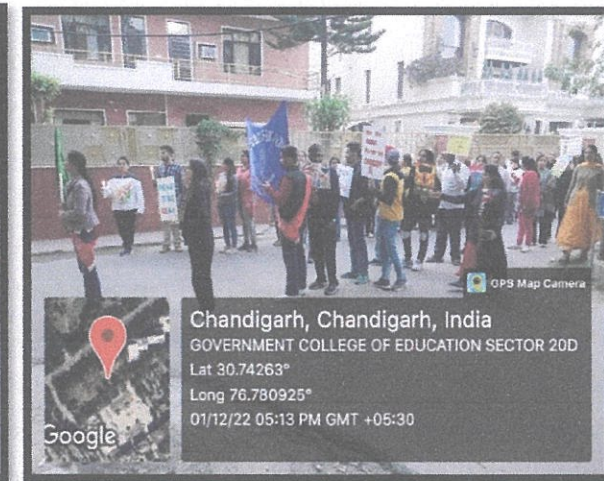 GPS Map Camera
Chandigarh, Chandigarh, India
GOVERNMENT COLLEGE OF EDUCATION SECTOR 20D
Lat 30.74263°
Long 76.780925°
01/12/22 05:13 PM GMT +05:30
Google